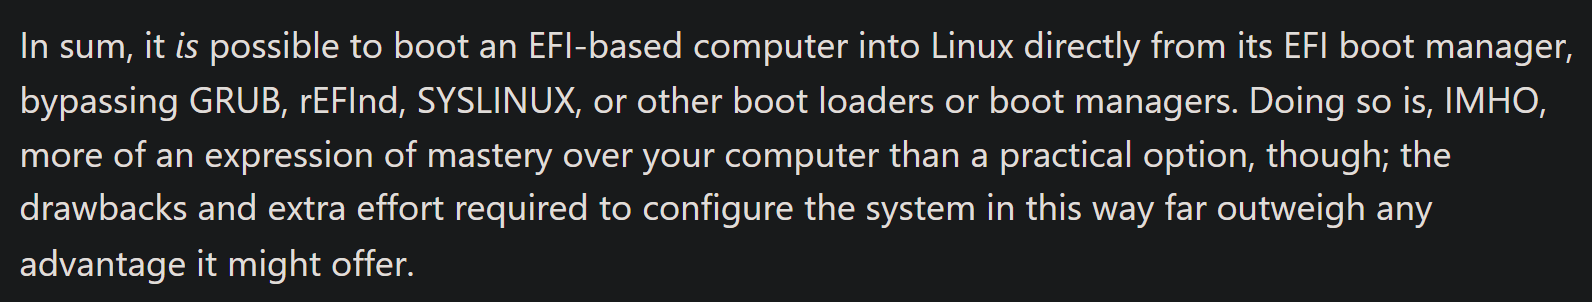 In sum, it is possible to boot an EFI-based computer into Linux directly from its EFI boot manager,
bypassing GRUB, rEFInd, SYSLINUX, or other boot loaders or boot managers. Doing so is, IMHO,
more of an expression of mastery over your computer than a practical option, though; the
drawbacks and extra effort required to configure the system in this way far outweigh any
advantage it might offer.